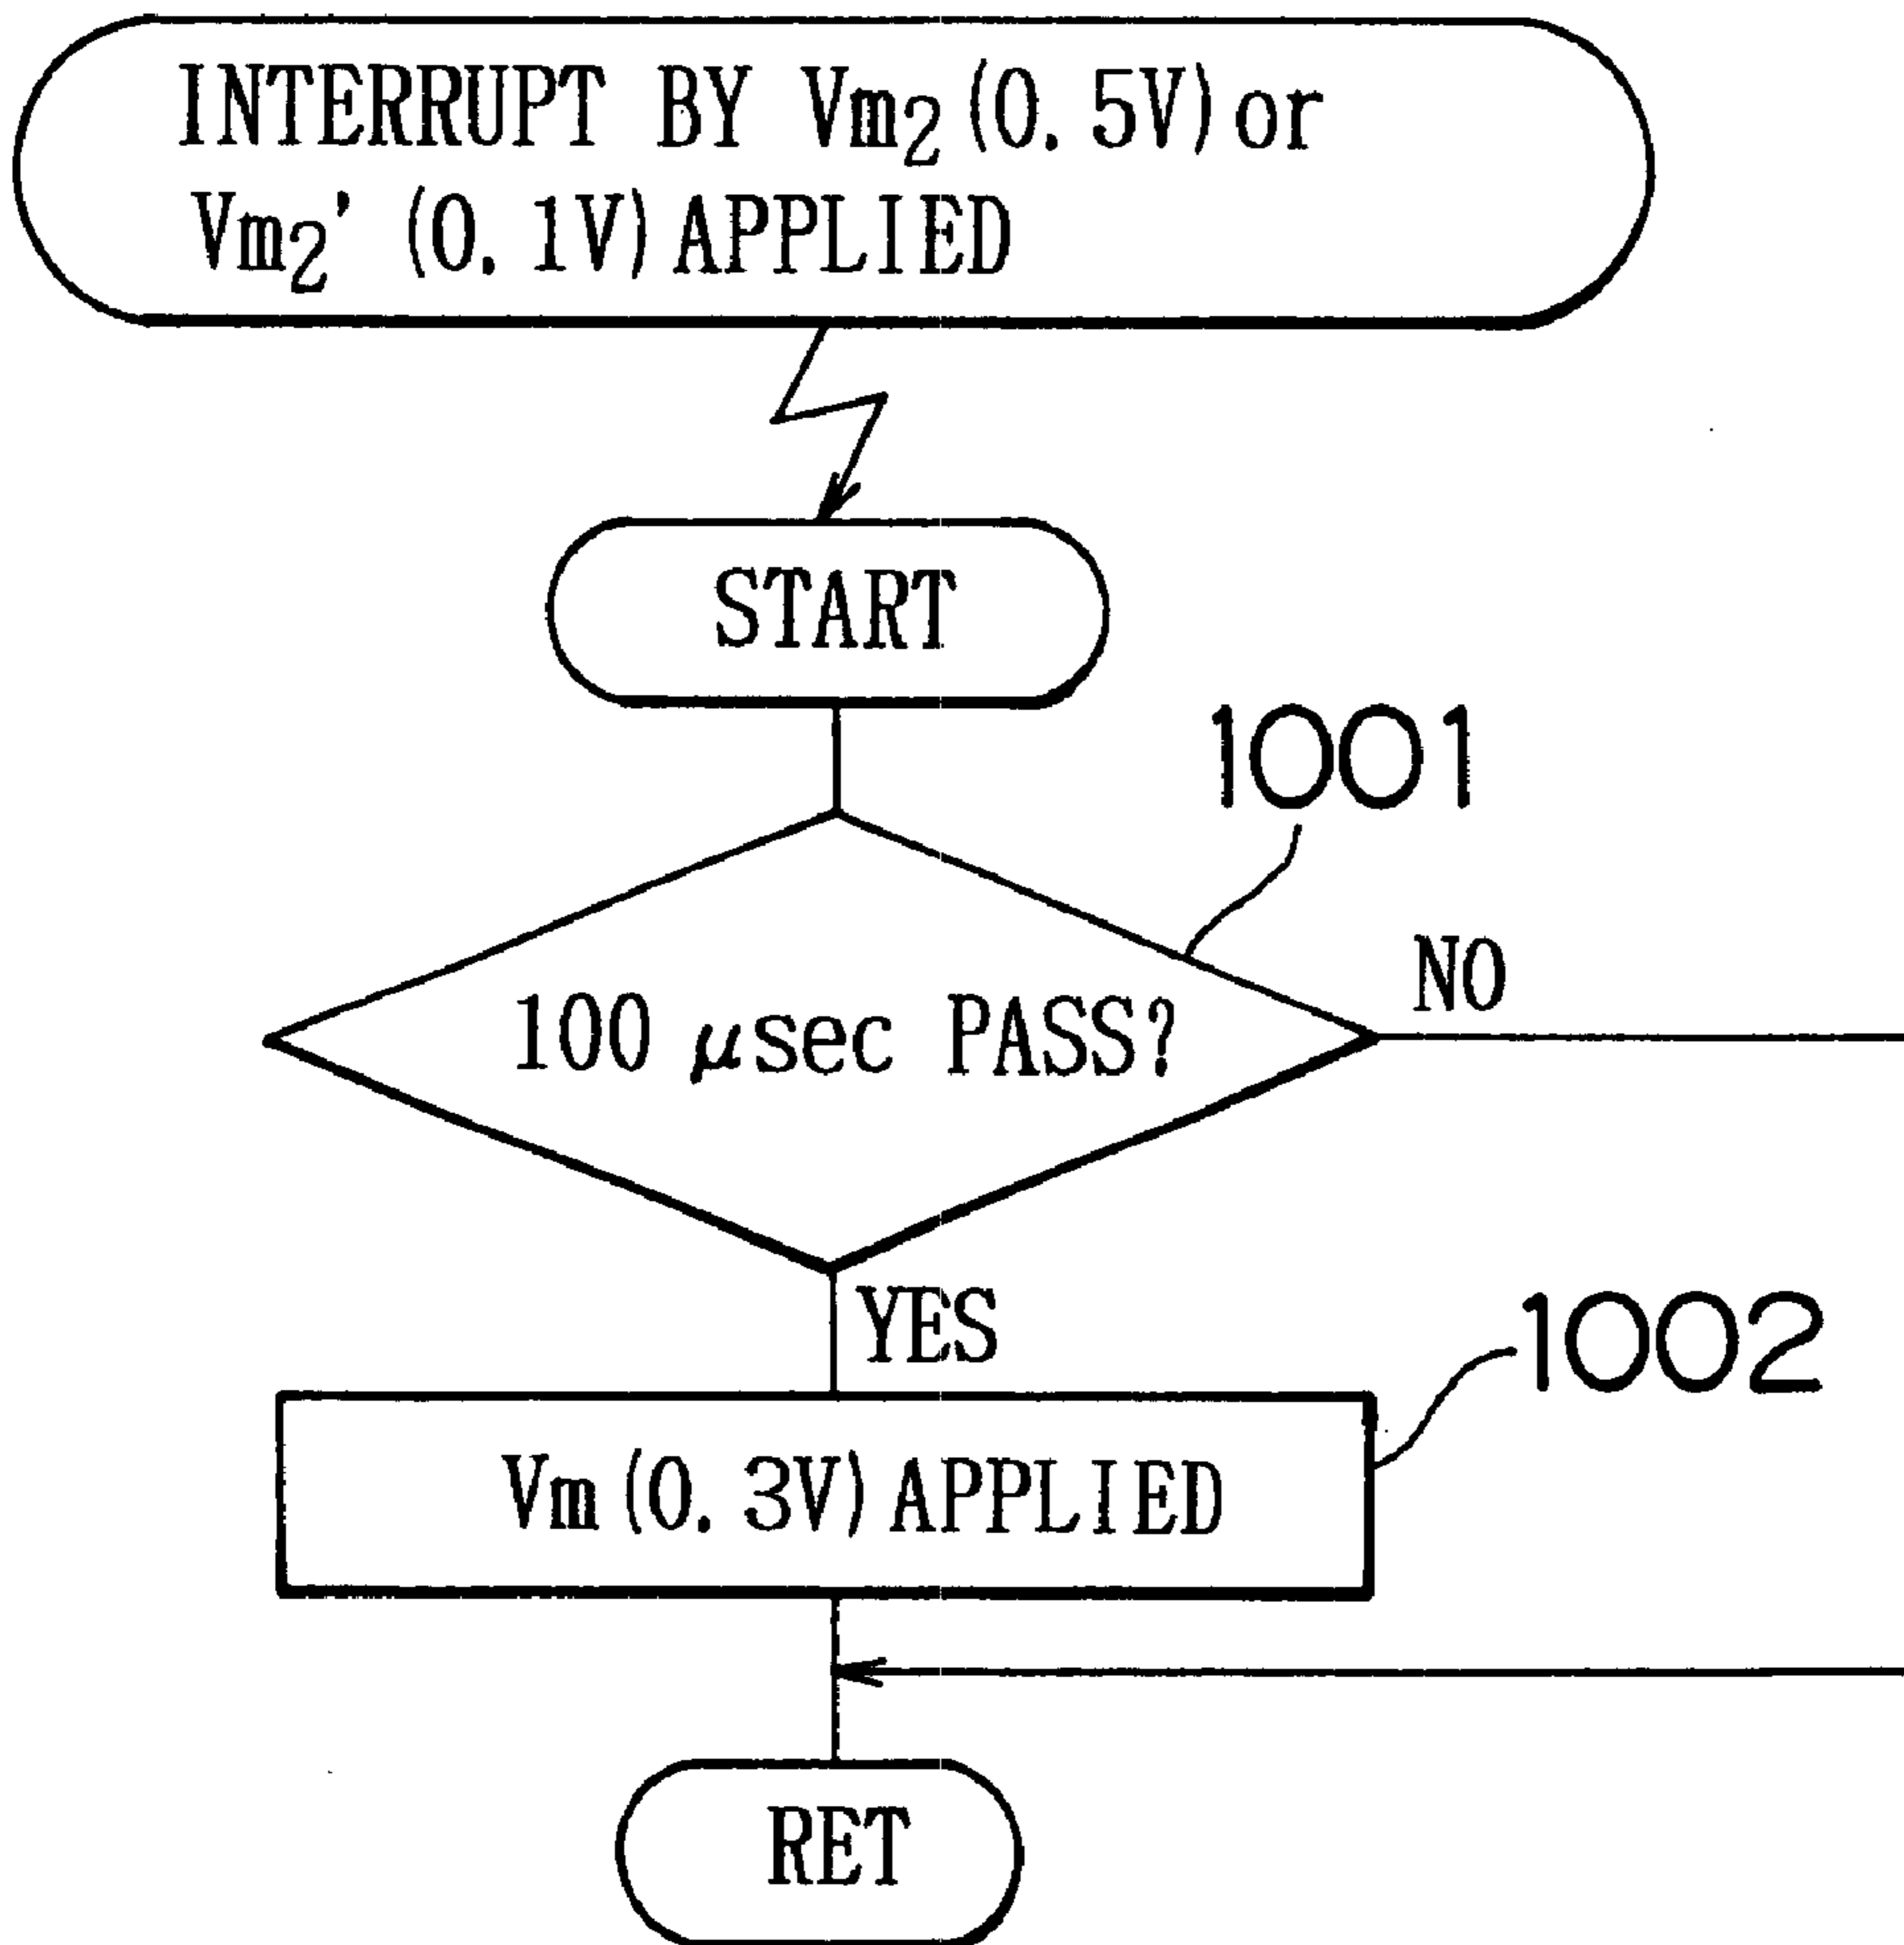 INTERRUPT BY Vm₂(0.5V)or
Vm₂' (0.1V)APPLIED
START
1001
NO
100 μsec PASS?
YES
1002
Vm(0.3V)APPLIED
RET